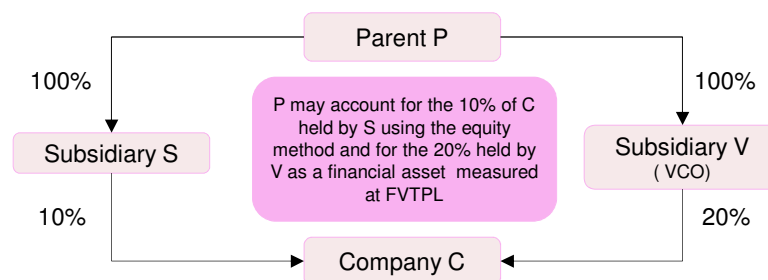 Parent P
100%
100%
P may account for the 10% of C
held by S using the equity
method and for the 20% held by
V as a financial asset measured
at FVTPL
Subsidiary S
Subsidiary V
( VCO)
10%
20%
Company C